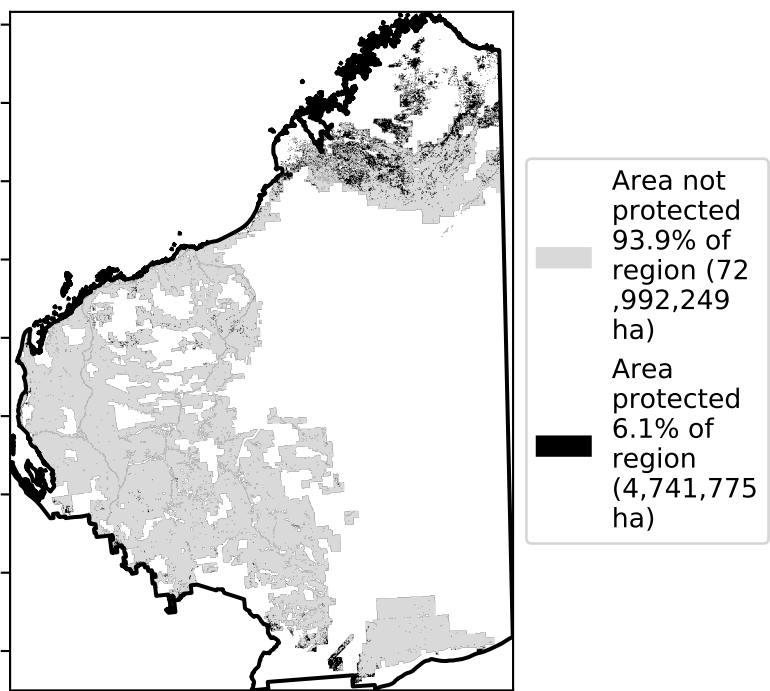 Area not
protected
93.9% of
region (72
,992,249
ha)
Area
protected
6.1% of
region
(4,741,775
ha)